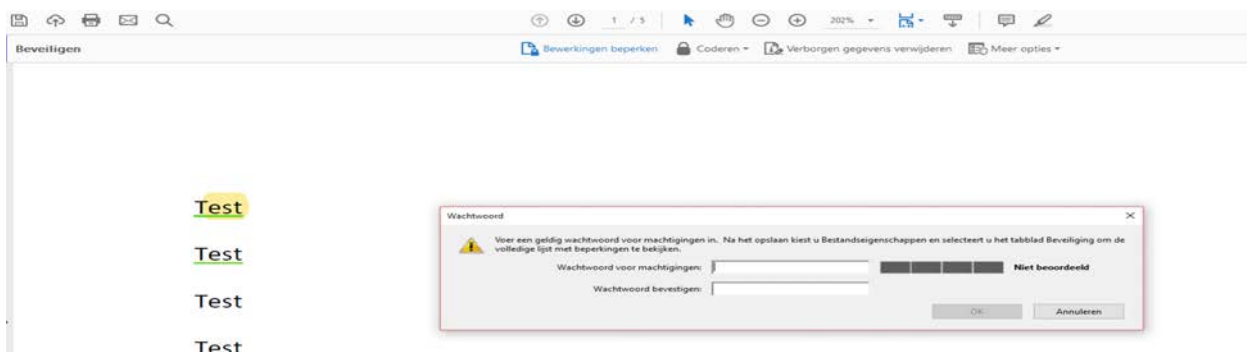 1 / 5
202%
Beveiligen
Bewerkingen beperken
Coderen
Verborgen gegevens verwijderen
Meer opties
Test
Test
Test
Test
Wachtwoord
Voer een geldig wachtwoord voor machtigingen in. Na het opslaan kiest u Bestandseigenschappen en selecteert u het tabblad Beveiliging om de
volledige lijst met beperkingen te bekijken.
Wachtwoord voor machtigingen:
Niet beoordeeld
Wachtwoord bevestigen:
OK
Annuleren